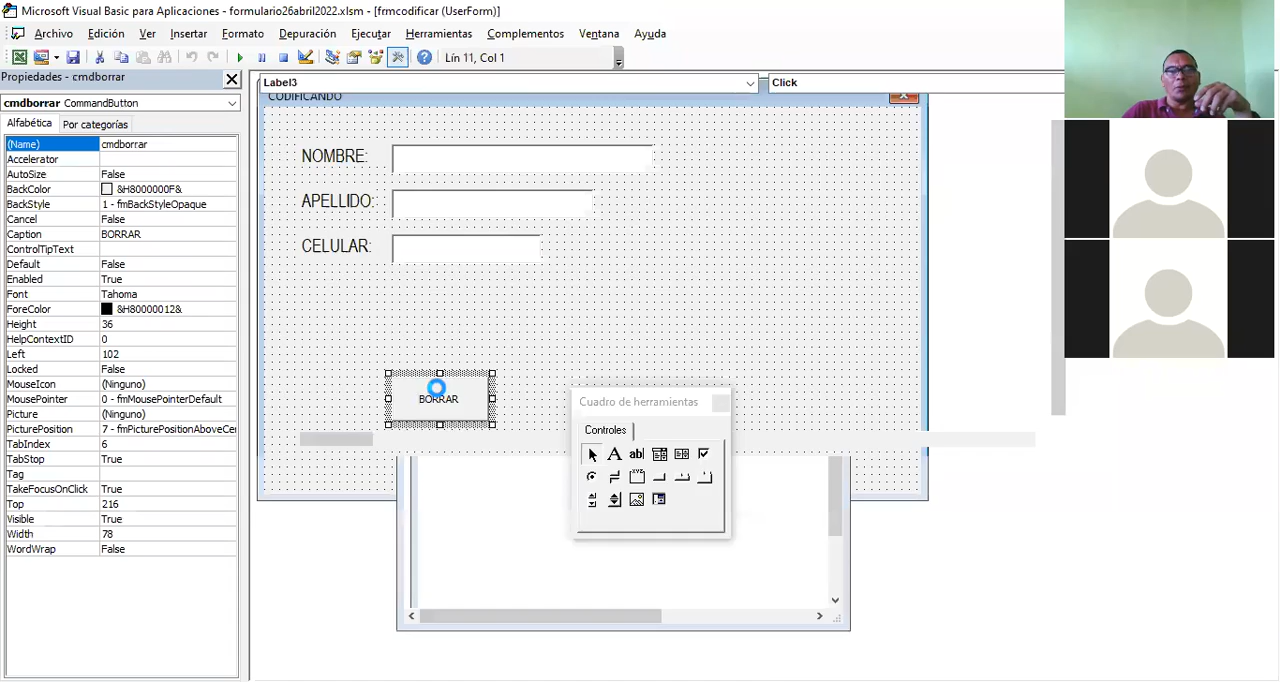 Microsoft Visual Basic para Aplicaciones - formulario26abril2022.xlsm - [frmcodificar (UserForm)]
Archivo Edición Ver Insertar Formato Depuración Ejecutar Herramientas Complementos Ventana Ayuda
Lín 11, Col 1
Propiedades - cmdborrar
cmdborrar CommandButton
Alfabética Por categorías
(Name) cmdborrar
Accelerator
AutoSize False
BackColor &H8000000F&
BackStyle 1 - fmBackStyleOpaque
Cancel False
Caption BORRAR
ControlTipText
Default False
Enabled True
Font Tahoma
ForeColor &H80000012&
Height 36
HelpContextID 0
Left 102
Locked False
MouseIcon (Ninguno)
MousePointer 0 - fmMousePointerDefault
Picture (Ninguno)
PicturePosition 7 - fmPicturePositionAboveCer
TabIndex 6
TabStop True
Tag
TakeFocusOnClick True
Top 216
Visible True
Width 78
WordWrap False
Label3 Click
CODIFICANDO
NOMBRE:
APELLIDO:
CELULAR:
BORRAR
Cuadro de herramientas
Controles
A ab|